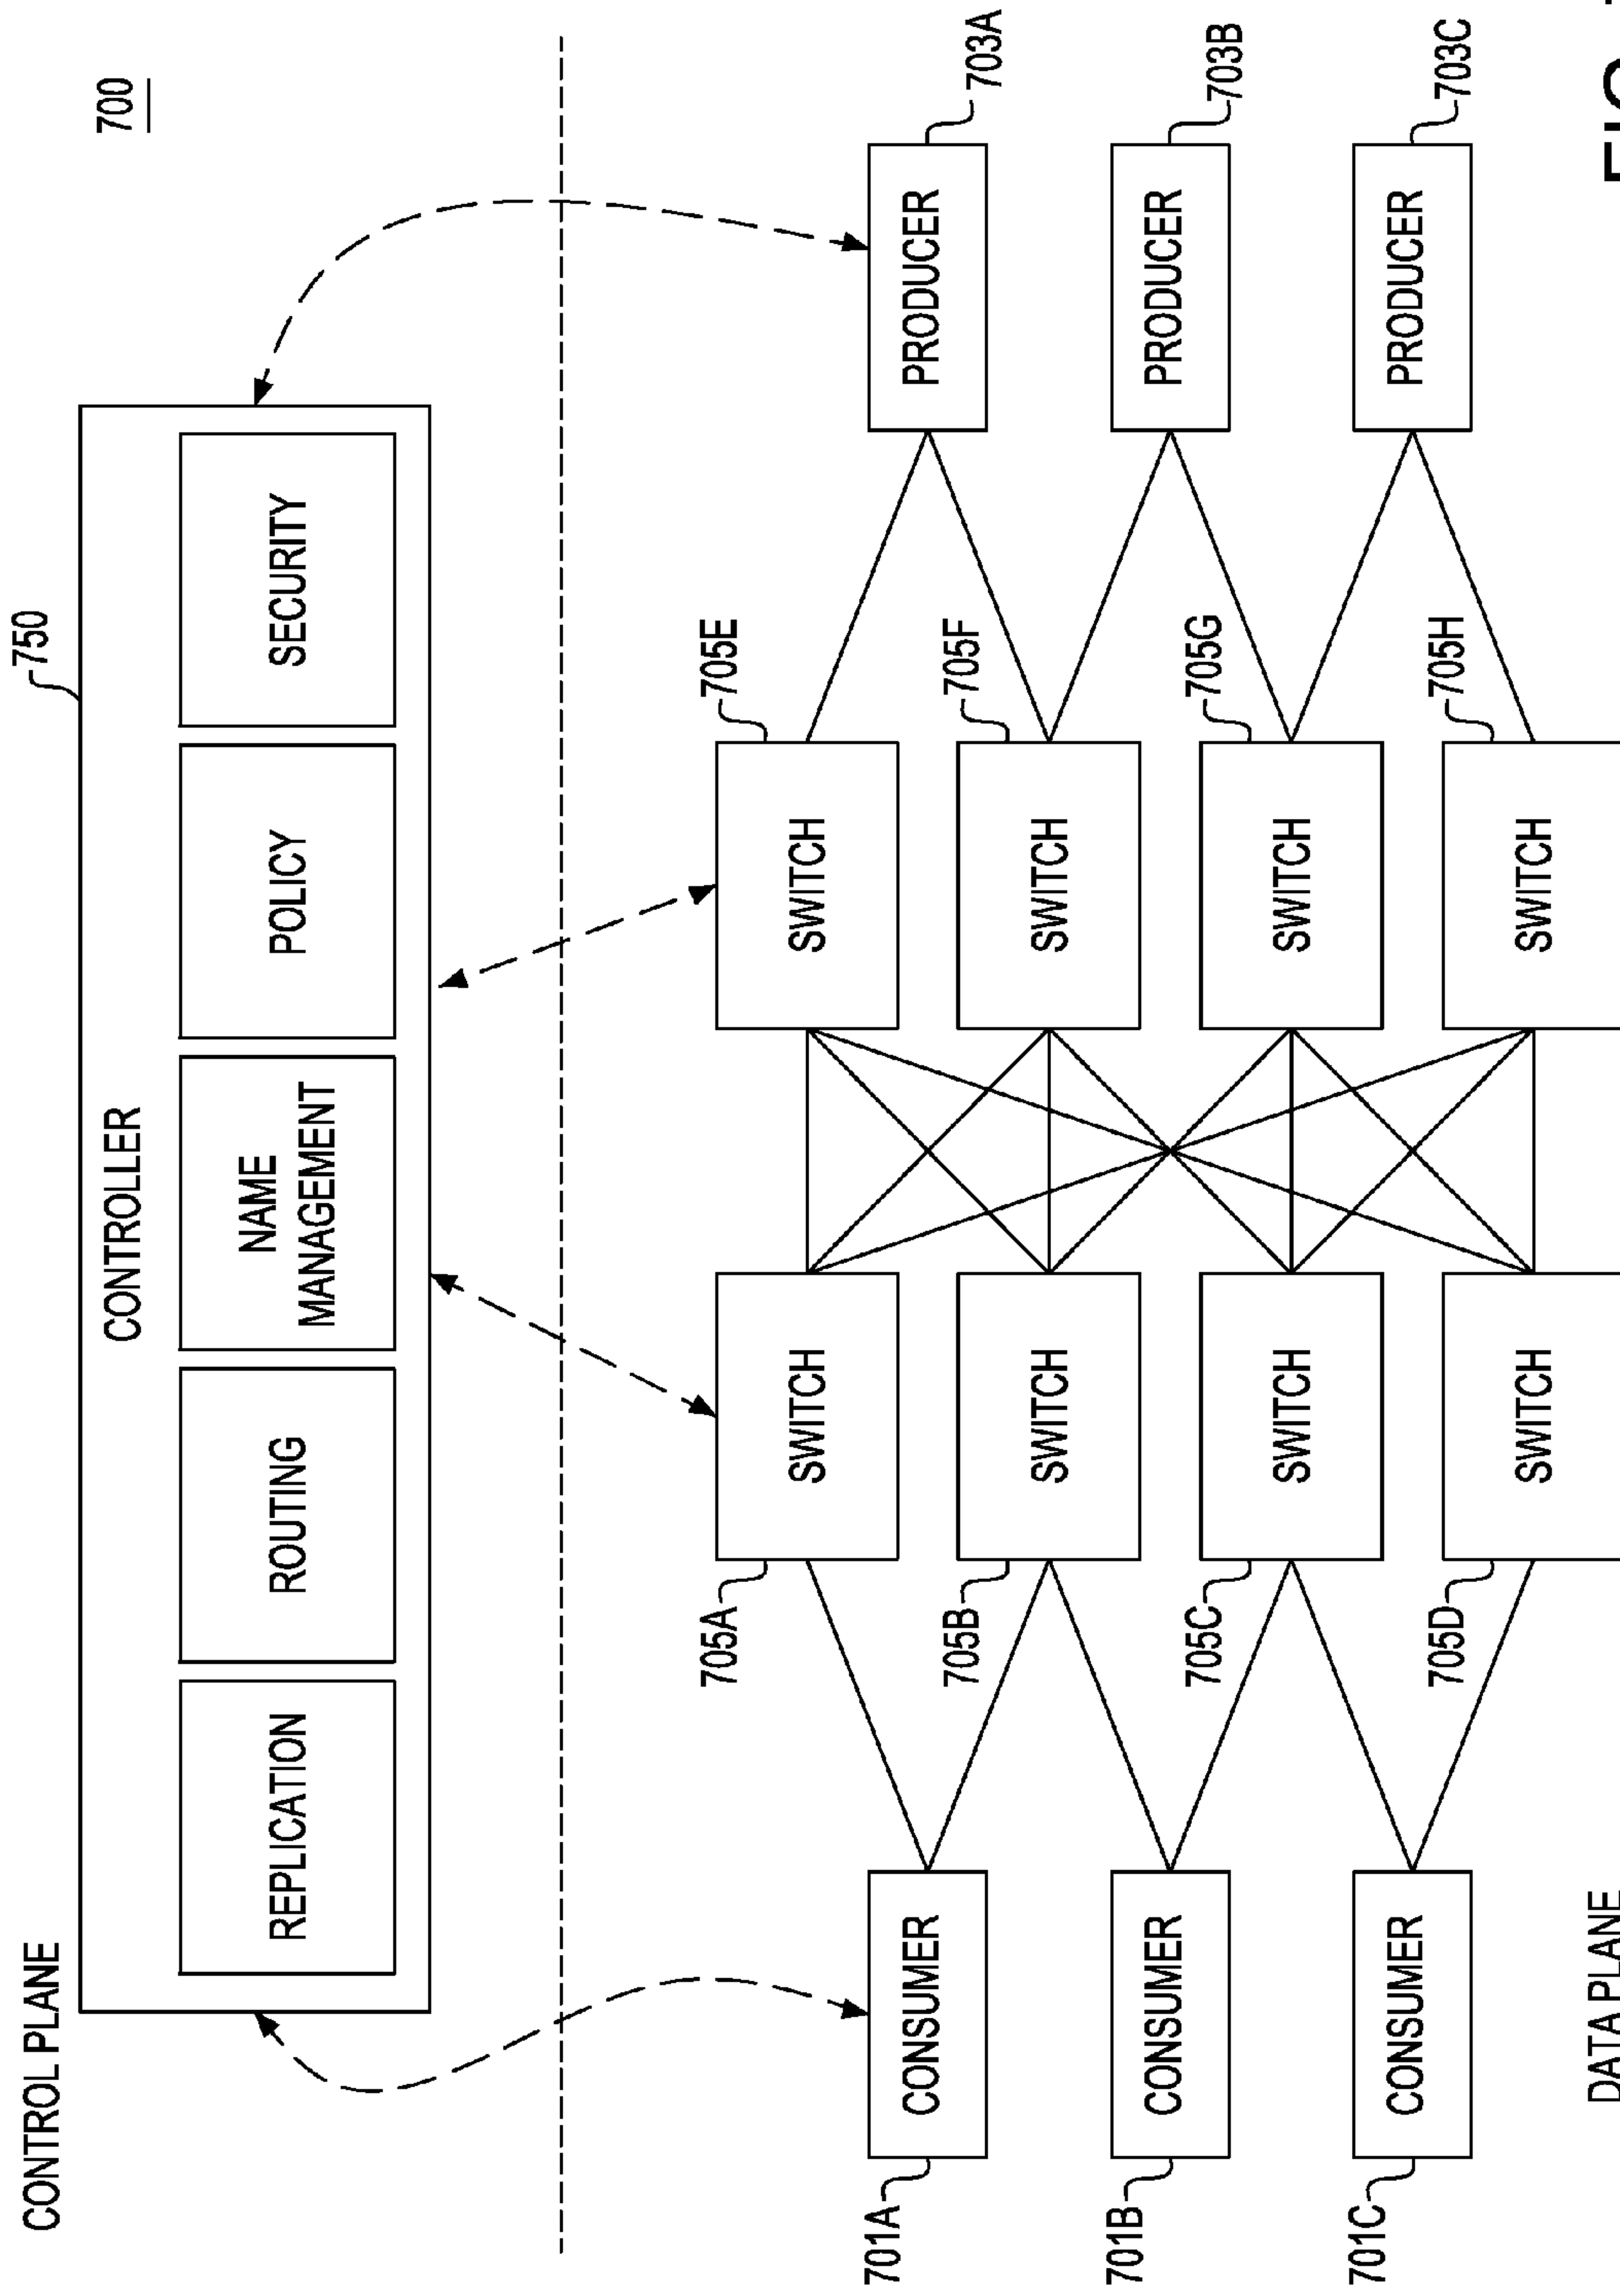 CONTROL PLANE
700
750
CONTROLLER
REPLICATION
ROUTING
NAME
MANAGEMENT
POLICY
SECURITY
705A
705E
SWITCH
SWITCH
701A
CONSUMER
PRODUCER
703A
705B
705F
SWITCH
SWITCH
701B
CONSUMER
PRODUCER
703B
705C
705G
SWITCH
SWITCH
701C
CONSUMER
PRODUCER
703C
705D
705H
SWITCH
SWITCH
DATA PLANE
FIG.